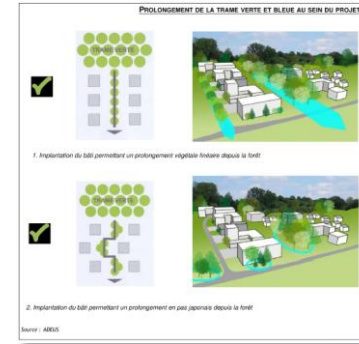 PROLONGEMENT DE LA TRAME VERTE ET BLEUE AU SEIN DU PROJET
TRAME VERTE
1. Implantation du bâti permettant un prolongement végétale linéaire depuis la forêt
TRAME VERTE
2. Implantation du bâti permettant un prolongement en pas japonais depuis la forêt
Source : ABEIS